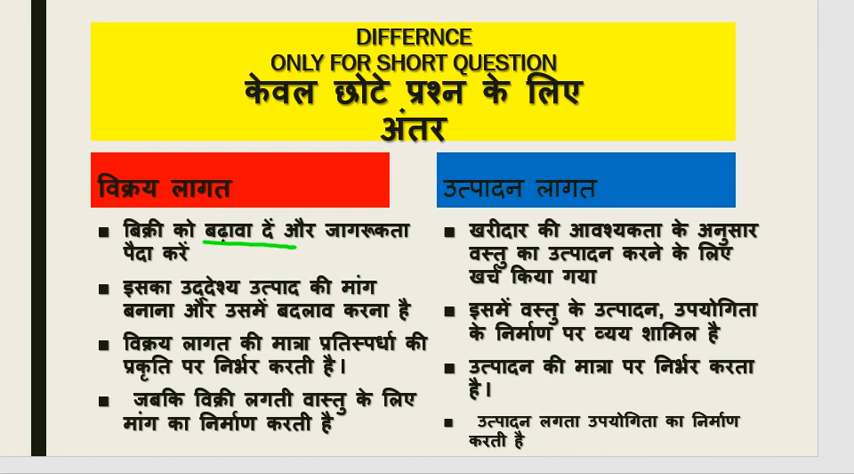 DIFFERNCE
ONLY FOR SHORT QUESTION
केवल छोटे प्रश्न के लिए
अंतर
विक्रय लागत
■ बिक्री को बढ़ावा दें और जागरूकता
पैदा करें
■ इसका उद्देश्य उत्पाद की मांग
बनाना और उसमें बदलाव करना है
■ विक्रय लागत की मात्रा प्रतिस्पर्धा की
प्रकृति पर निर्भर करती है।
■ जबकि विक्री लगती वास्तु के लिए
मांग का निर्माण करती है
उत्पादन लागत
■ खरीदार की आवश्यकता के अनुसार
वस्तु का उत्पादन करने के लिए
खर्च किया गया
■ इसमें वस्तु के उत्पादन, उपयोगिता
के निर्माण पर व्यय शामिल है
■ उत्पादन की मात्रा पर निर्भर करता
है।
■ उत्पादन लगता उपयोगिता का निर्माण
करती है